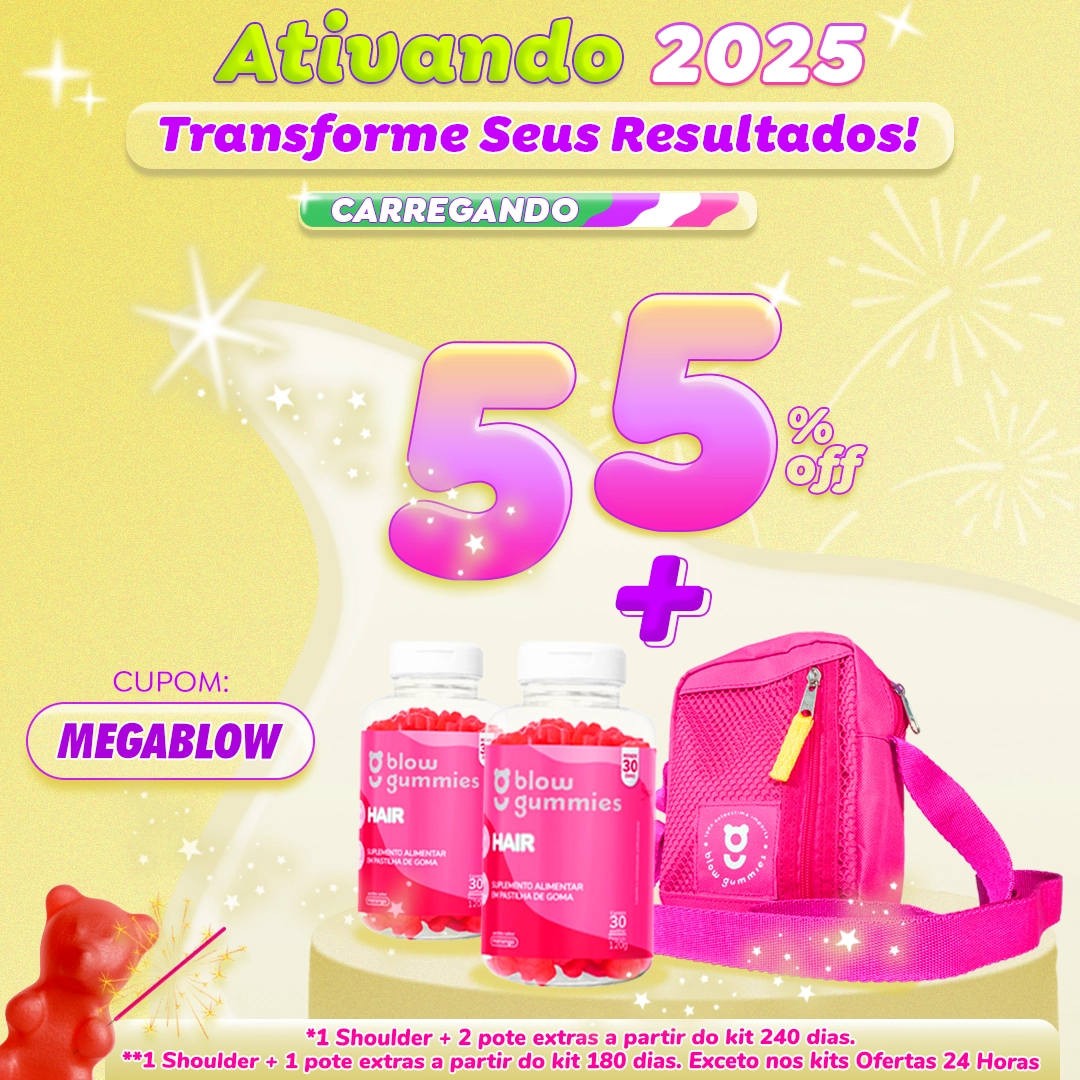 Ativando 2025
Transforme Seus Resultados!
CARREGANDO
55
%
off
+
CUPOM:
MEGABLOW
blow
gummies
HAIR
SUPLEMENTO ALIMENTAR
EM PASTILHA DE GOMA
30
blow
gummies
30
HAIR
SUPLEMENTO ALIMENTAR
EM PASTILHA DE GOMA
30
120g
blow gummies
*1 Shoulder + 2 pote extras a partir do kit 240 dias.
**1 Shoulder + 1 pote extras a partir do kit 180 dias. Exceto nos kits Ofertas 24 Horas